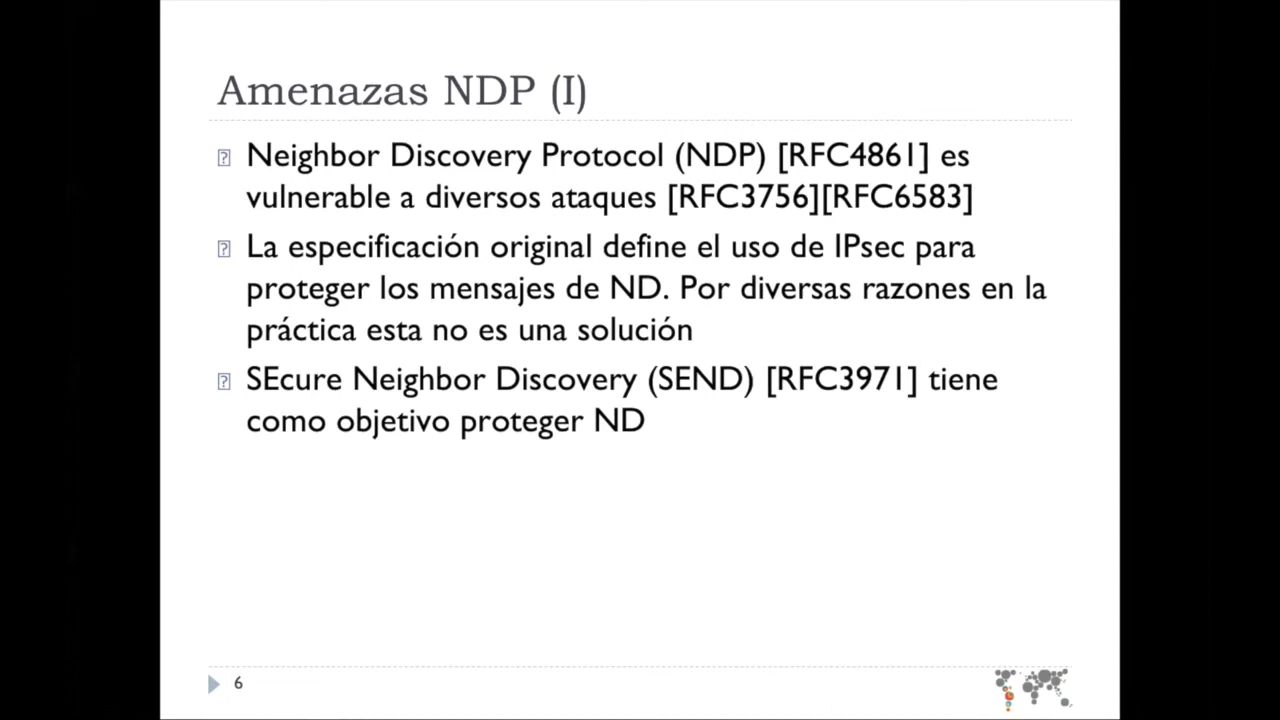 Amenazas NDP (I)
Neighbor Discovery Protocol (NDP) [RFC4861] es
vulnerable a diversos ataques [RFC3756][RFC6583]
La especificación original define el uso de IPsec para
proteger los mensajes de ND. Por diversas razones en la
práctica esta no es una solución
SEcure Neighbor Discovery (SEND) [RFC3971] tiene
como objetivo proteger ND
6